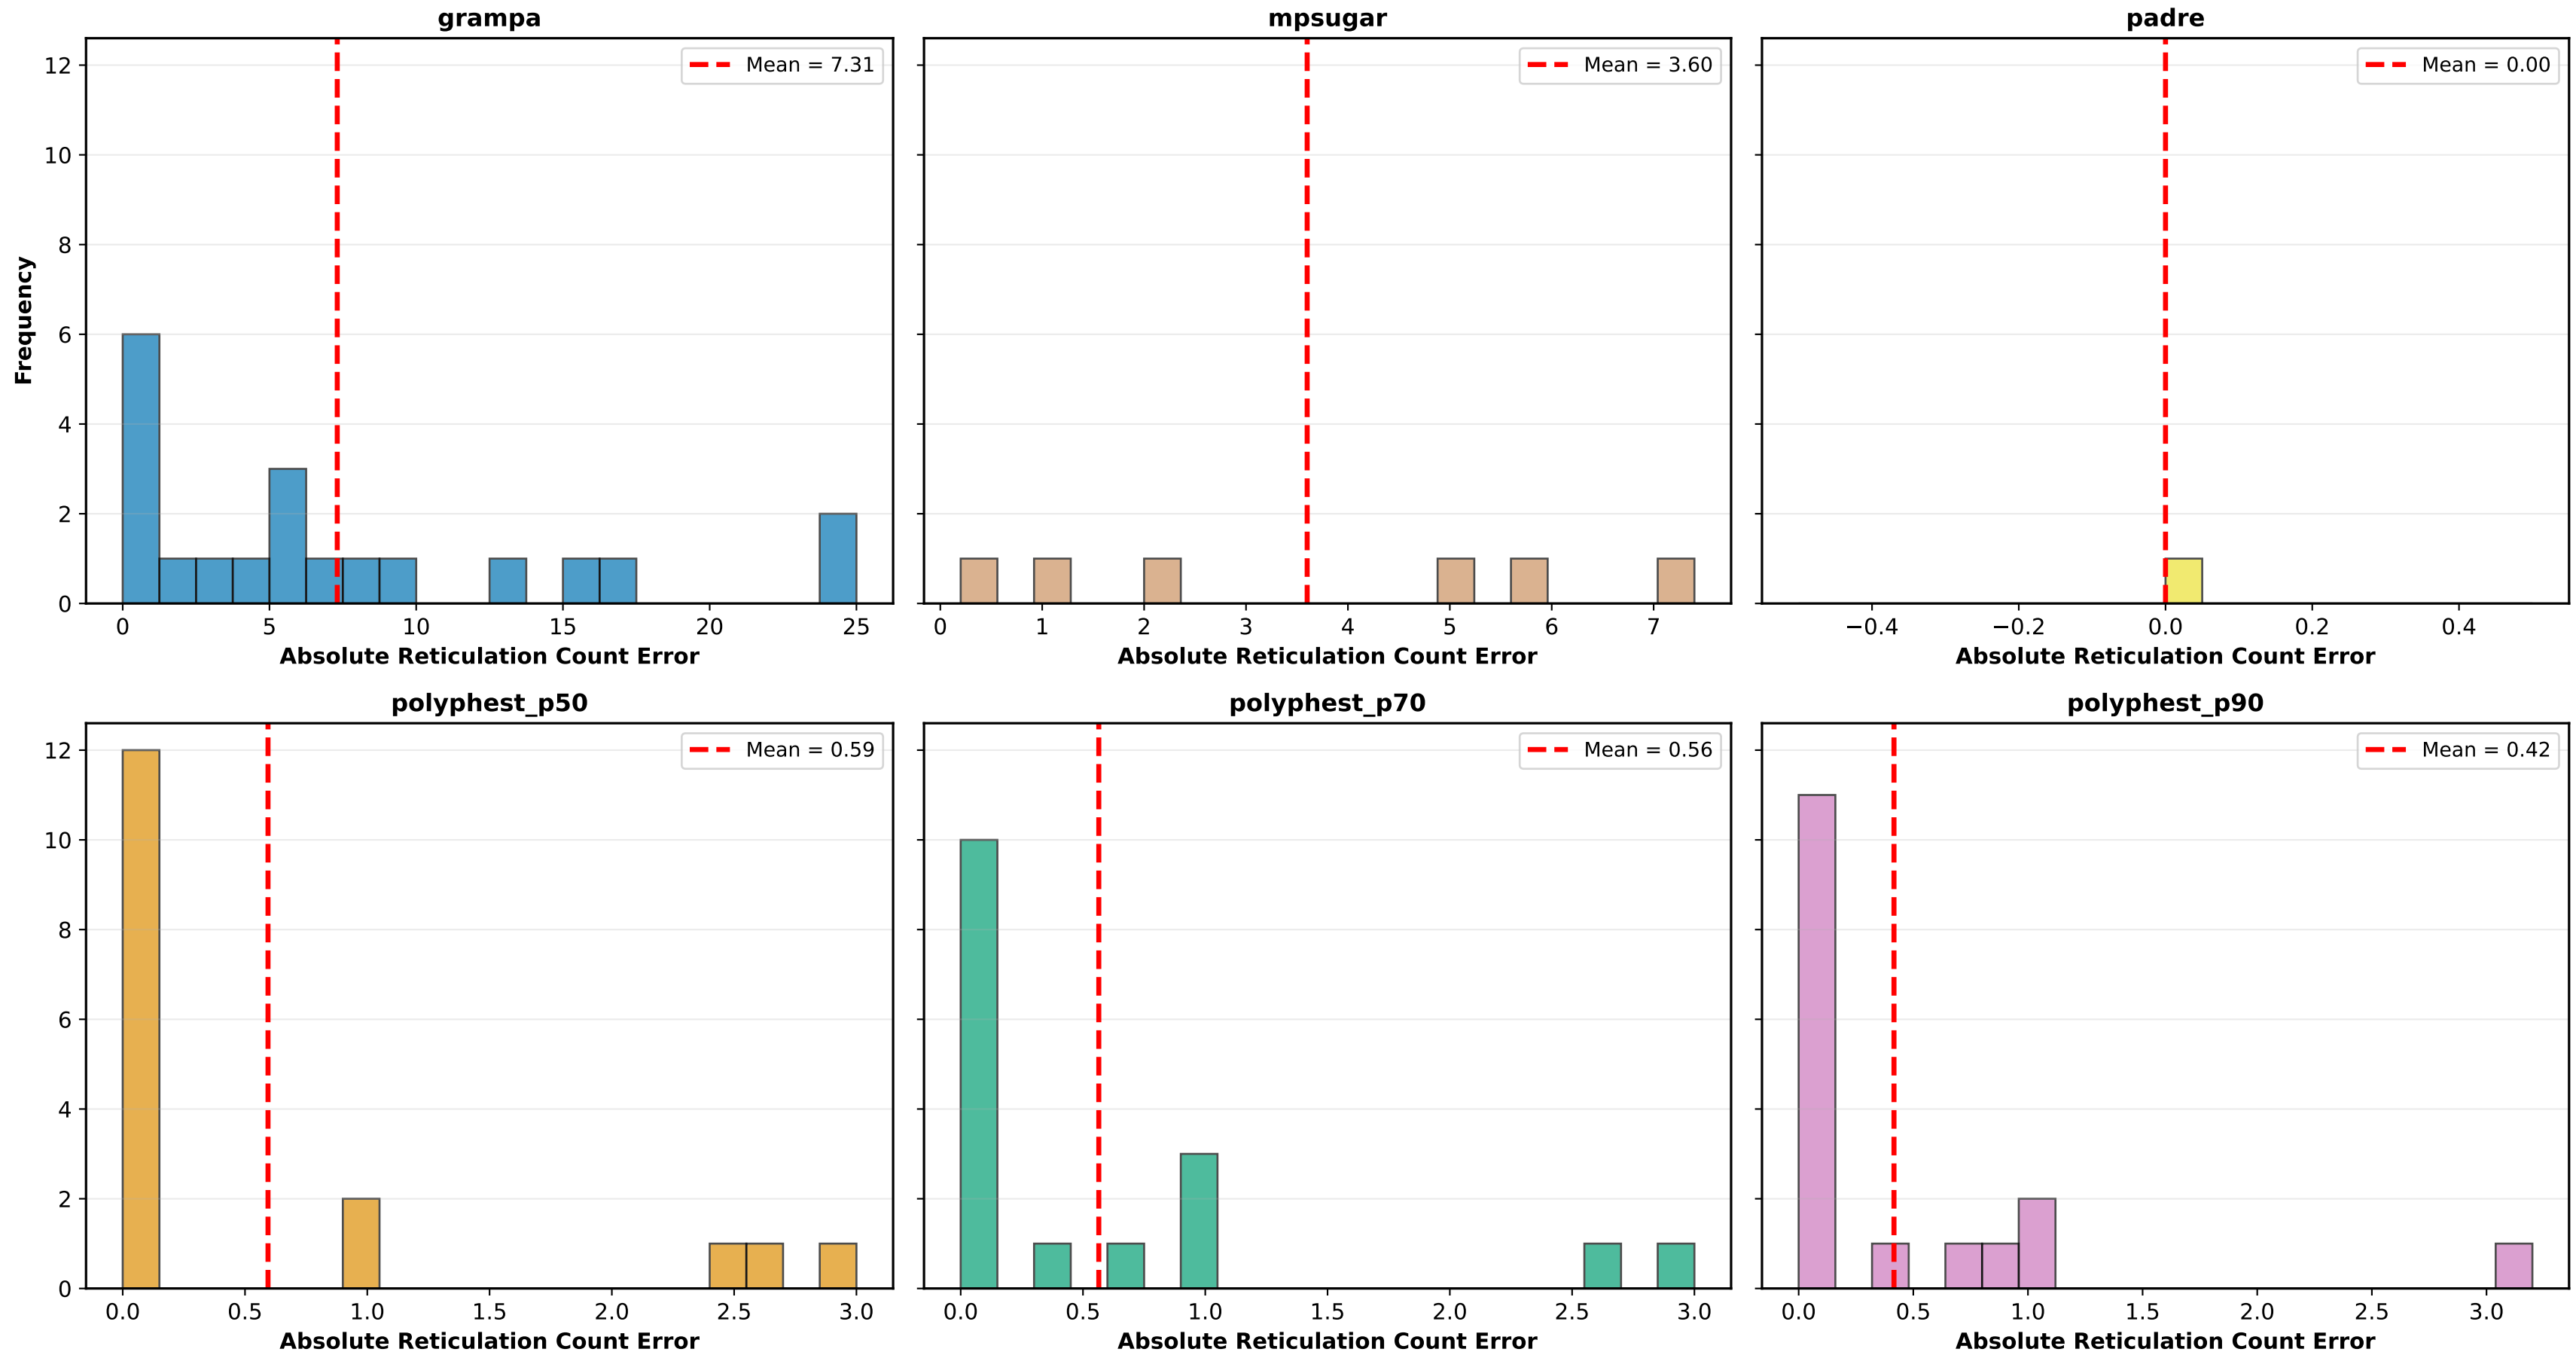 grampa
mpsugar
padre
Mean = 7.31
Mean = 3.60
Mean = 0.00
Frequency
12
10
8
6
4
2
0
0 5 10 15 20 25
0 1 2 3 4 5 6 7
−0.4 −0.2 0.0 0.2 0.4
Absolute Reticulation Count Error
Absolute Reticulation Count Error
Absolute Reticulation Count Error
polyphest_p50
polyphest_p70
polyphest_p90
Mean = 0.59
Mean = 0.56
Mean = 0.42
12
10
8
6
4
2
0
0.0 0.5 1.0 1.5 2.0 2.5 3.0
0.0 0.5 1.0 1.5 2.0 2.5 3.0
0.0 0.5 1.0 1.5 2.0 2.5 3.0
Absolute Reticulation Count Error
Absolute Reticulation Count Error
Absolute Reticulation Count Error